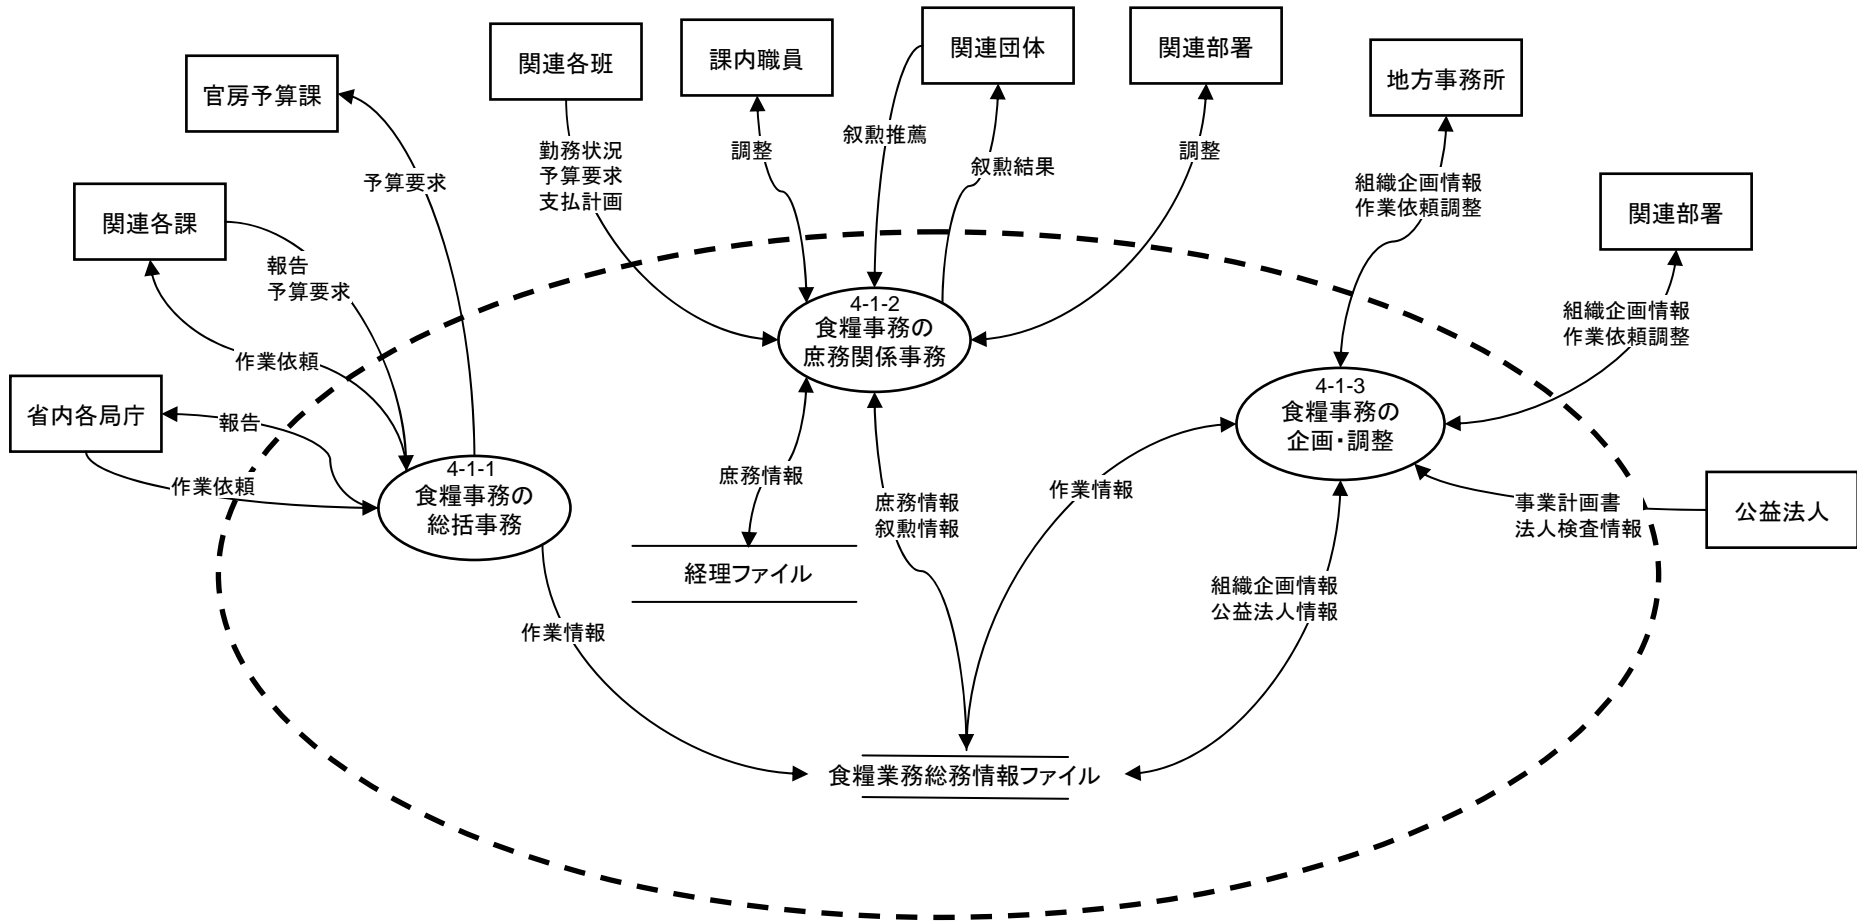 官房予算課
関連各班
課内職員
関連団体
関連部署
地方事務所
関連各課
関連部署
省内各局庁
公益法人
予算要求
勤務状況
予算要求
支払計画
調整
叙勲推薦
叙勲結果
調整
組織企画情報
作業依頼調整
報告
予算要求
組織企画情報
作業依頼調整
作業依頼
報告
作業依頼
4-1-1
食糧事務の
総括事務
4-1-2
食糧事務の
庶務関係事務
4-1-3
食糧事務の
企画・調整
庶務情報
庶務情報
叙勲情報
作業情報
事業計画書
法人検査情報
経理ファイル
組織企画情報
公益法人情報
作業情報
食糧業務総務情報ファイル